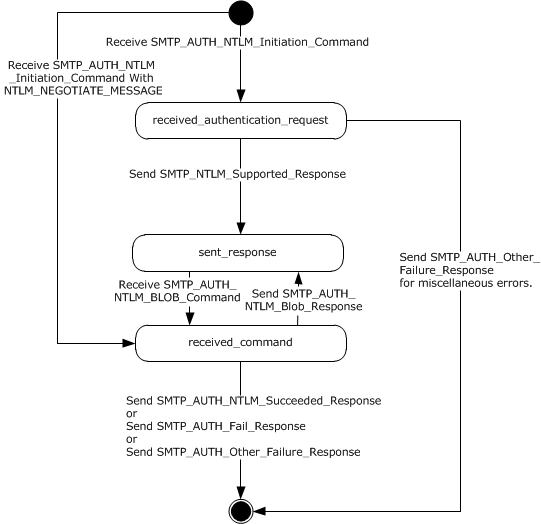 Receive SMTP_AUTH_NTLM_Initiation_Command
Receive SMTP_AUTH_NTLM
_Initiation_Command With
NTLM_NEGOTIATE_MESSAGE
received_authentication_request
Send SMTP_NTLM_Supported_Response
sent_response
Send SMTP_AUTH_Other_
Failure_Response
for miscellaneous errors.
Receive SMTP_AUTH_
NTLM_BLOB_Command
Send SMTP_AUTH_
NTLM_Blob_Response
received_command
Send SMTP_AUTH_NTLM_Succeeded_Response
or
Send SMTP_AUTH_Fail_Response
or
Send SMTP_AUTH_Other_Failure_Response